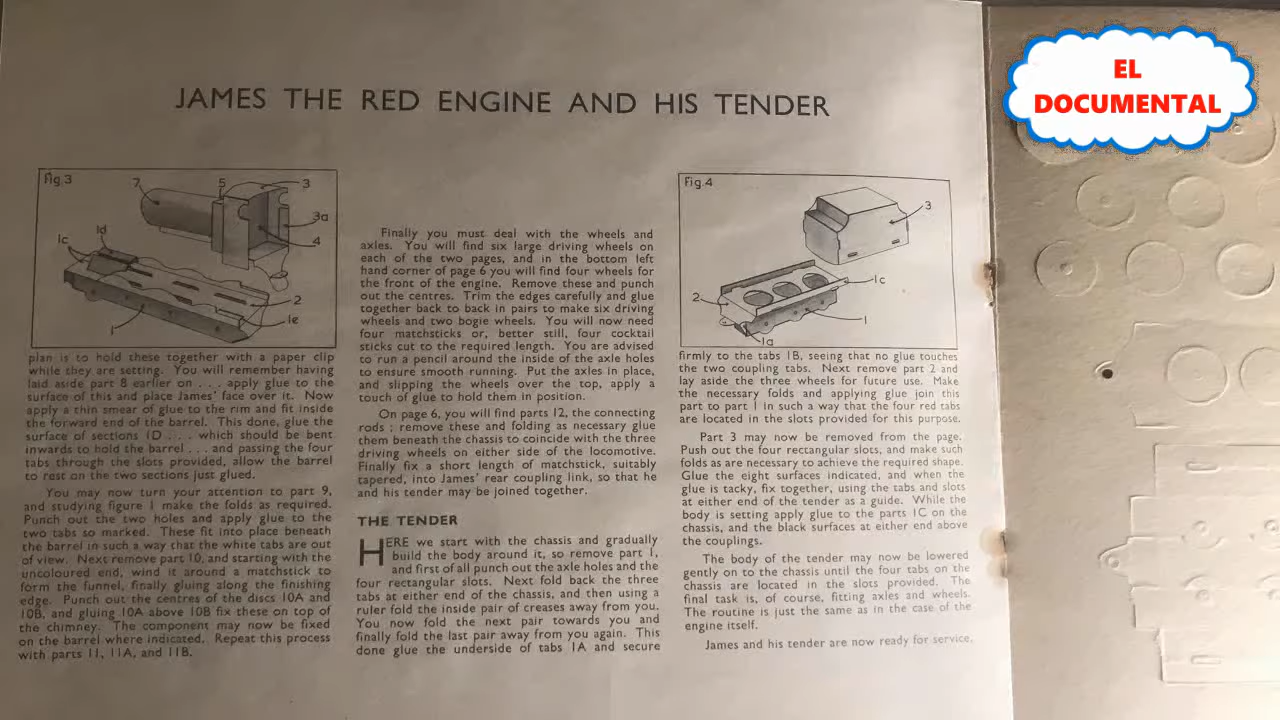 JAMES THE RED ENGINE AND HIS TENDER
Fig.3
7
5
3
3a
4
1d
1c
2
1e
1
plan is to hold these together with a paper clip
while they are setting. You will remember having
laid aside part 8 earlier on . . . apply glue to the
surface of this and place James' face over it. Now
apply a thin smear of glue to the rim and fit inside
the forward end of the barrel. This done, glue the
surface of sections 1D . . . which should be bent
inwards to hold the barrel . . . and passing the four
tabs through the slots provided, allow the barrel
to rest on the two sections just glued.
You may now turn your attention to part 9,
and studying figure 1 make the folds as required.
Punch out the two holes and apply glue to the
two tabs so marked. These fit into place beneath
the barrel in such a way that the white tabs are out
of view. Next remove part 10, and starting with the
uncoloured end, wind it around a matchstick to
form the funnel, finally gluing along the finishing
edge. Punch out the centres of the discs 10A and
10B, and gluing 10A above 10B fix these on top of
the chimney. The component may now be fixed
on the barrel where indicated. Repeat this process
with parts 11, 11A, and 11B.
Finally you must deal with the wheels and
axles. You will find six large driving wheels on
each of the two pages, and in the bottom left
hand corner of page 6 you will find four wheels for
the front of the engine. Remove these and punch
out the centres. Trim the edges carefully and glue
together back to back in pairs to make six driving
wheels and two bogie wheels. You will now need
four matchsticks or, better still, four cocktail
sticks cut to the required length. You are advised
to run a pencil around the inside of the axle holes
to ensure smooth running. Put the axles in place,
and slipping the wheels over the top, apply a
touch of glue to hold them in position.
On page 6, you will find parts 12, the connecting
rods ; remove these and folding as necessary glue
them beneath the chassis to coincide with the three
driving wheels on either side of the locomotive.
Finally fix a short length of matchstick, suitably
tapered, into James' rear coupling link, so that he
and his tender may be joined together.
THE TENDER
HERE we start with the chassis and gradually
build the body around it, so remove part 1,
and first of all punch out the axle holes and the
four rectangular slots. Next fold back the three
tabs at either end of the chassis, and then using a
ruler fold the inside pair of creases away from you.
You now fold the next pair towards you and
finally fold the last pair away from you again. This
done glue the underside of tabs 1A and secure
Fig.4
3
1c
2
1
1a
firmly to the tabs 1B, seeing that no glue touches
the two coupling tabs. Next remove part 2 and
lay aside the three wheels for future use. Make
the necessary folds and applying glue join this
part to part 1 in such a way that the four red tabs
are located in the slots provided for this purpose.
Part 3 may now be removed from the page.
Push out the four rectangular slots, and make such
folds as are necessary to achieve the required shape.
Glue the eight surfaces indicated, and when the
glue is tacky, fix together, using the tabs and slots
at either end of the tender as a guide. While the
body is setting apply glue to the parts 1C on the
chassis, and the black surfaces at either end above
the couplings.
The body of the tender may now be lowered
gently on to the chassis until the four tabs on the
chassis are located in the slots provided. The
final task is, of course, fitting axles and wheels.
The routine is just the same as in the case of the
engine itself.
James and his tender are now ready for service.
EL
DOCUMENTAL